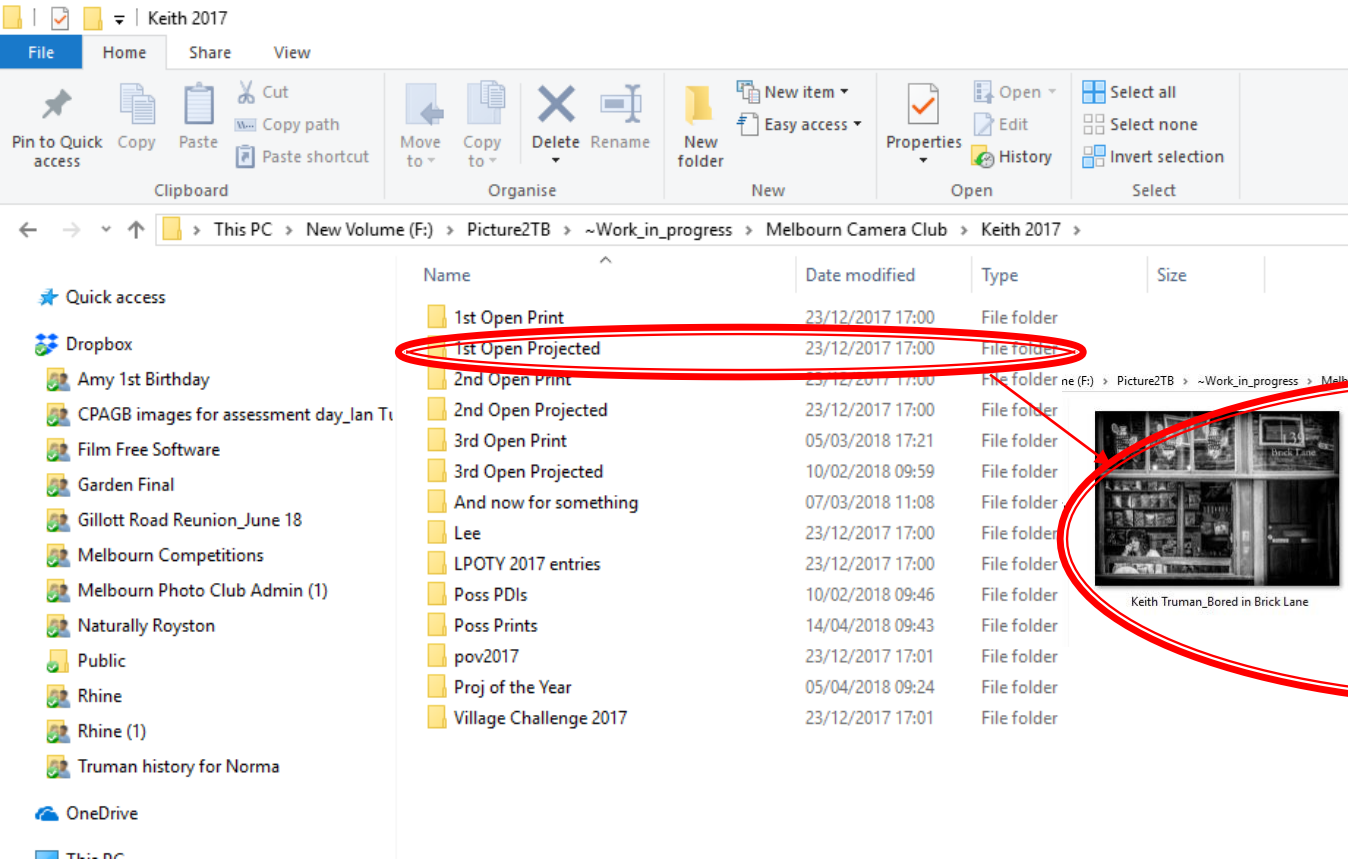 Keith 2017
File Home Share View
Pin to Quick access
Copy
Paste
Cut
Copy path
Paste shortcut
Clipboard
Move to
Copy to
Delete
Rename
Organise
New folder
New item
Easy access
New
Properties
Open
Edit
History
Open
Select all
Select none
Invert selection
Select
This PC > New Volume (F:) > Picture2TB > ~Work_in_progress > Melbourn Camera Club > Keith 2017 >
Name Date modified Type Size
Quick access
Dropbox
Amy 1st Birthday
CPAGB images for assessment day_Ian Tu
Film Free Software
Garden Final
Gillott Road Reunion_June 18
Melbourn Competitions
Melbourn Photo Club Admin (1)
Naturally Royston
Public
Rhine
Rhine (1)
Truman history for Norma
OneDrive
This PC
1st Open Print 23/12/2017 17:00 File folder
1st Open Projected 23/12/2017 17:00 File folder
2nd Open Print 23/12/2017 17:00 File folder
2nd Open Projected 23/12/2017 17:00 File folder
3rd Open Print 05/03/2018 17:21 File folder
3rd Open Projected 10/02/2018 09:59 File folder
And now for something 07/03/2018 11:08 File folder
Lee 23/12/2017 17:00 File folder
LPOTY 2017 entries 23/12/2017 17:00 File folder
Poss PDIs 10/02/2018 09:46 File folder
Poss Prints 14/04/2018 09:43 File folder
pov2017 23/12/2017 17:01 File folder
Proj of the Year 05/04/2018 09:24 File folder
Village Challenge 2017 23/12/2017 17:01 File folder
ne (F:) > Picture2TB > ~Work_in_progress > Melb
139
Brick Lane
Keith Truman_Bored in Brick Lane